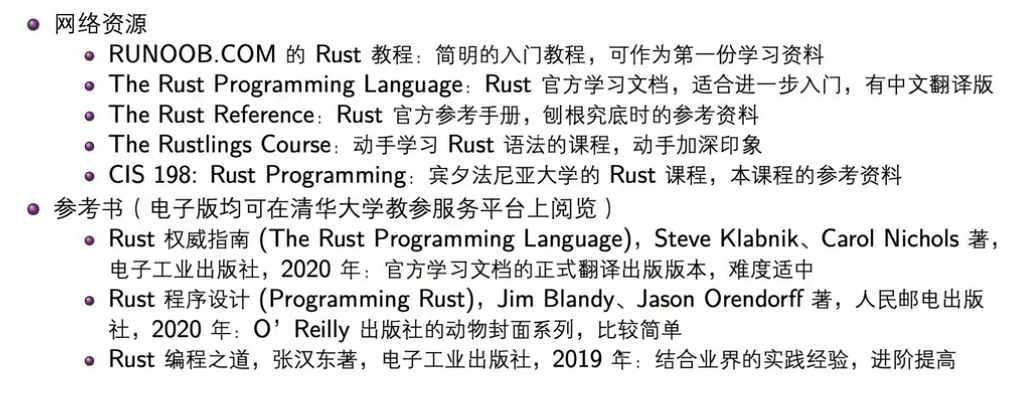 网络资源
RUNOOB.COM 的 Rust 教程：简明的入门教程，可作为第一份学习资料
The Rust Programming Language：Rust 官方学习文档，适合进一步入门，有中文翻译版
The Rust Reference：Rust 官方参考手册，刨根究底时的参考资料
The Rustlings Course：动手学习 Rust 语法的课程，动手加深印象
CIS 198: Rust Programming：宾夕法尼亚大学的 Rust 课程，本课程的参考资料
参考书（电子版均可在清华大学教参服务平台上阅览）
Rust 权威指南 (The Rust Programming Language)，Steve Klabnik、Carol Nichols 著，
电子工业出版社，2020 年：官方学习文档的正式翻译出版版本，难度适中
Rust 程序设计 (Programming Rust)，Jim Blandy、Jason Orendorff 著，人民邮电出版
社，2020 年：O’Reilly 出版社的动物封面系列，比较简单
Rust 编程之道，张汉东著，电子工业出版社，2019 年：结合业界的实践经验，进阶提高